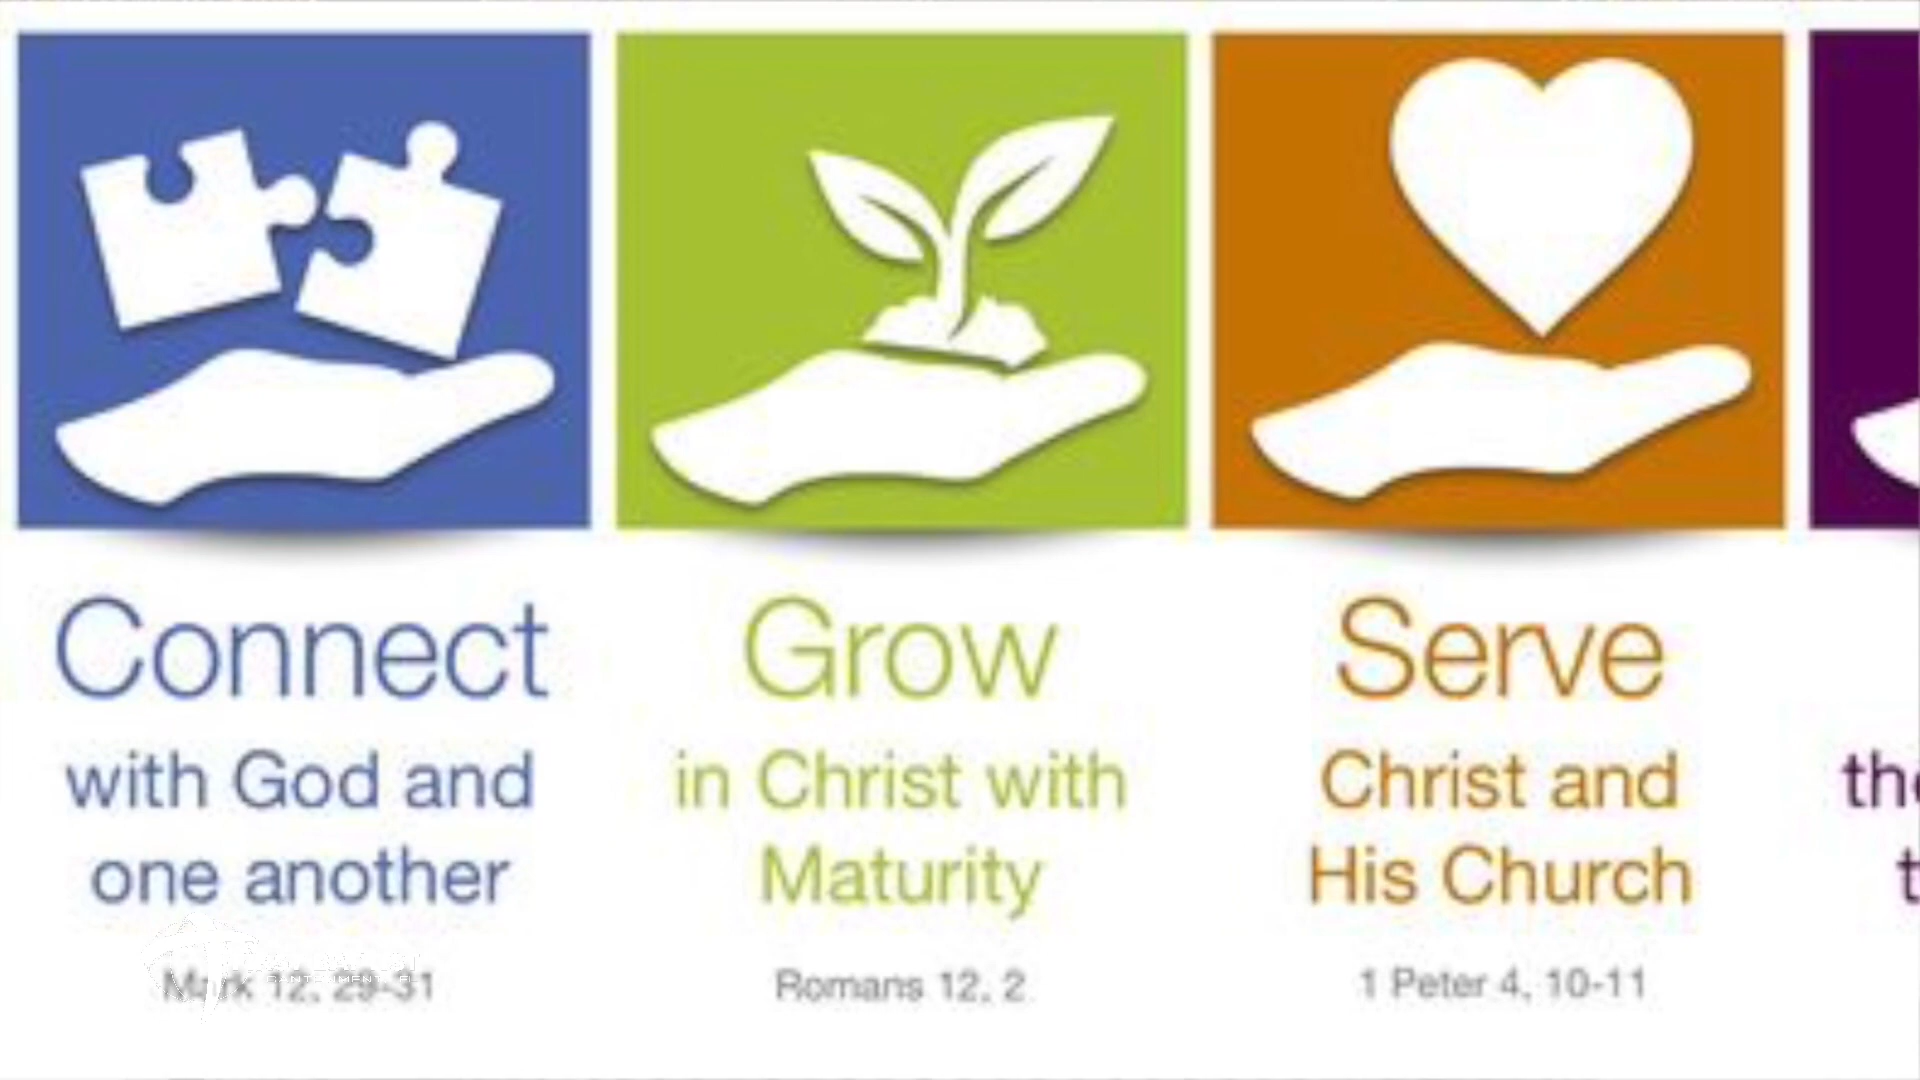 Connect
with God and
one another
Mark 12, 29-31
Grow
in Christ with
Maturity
Romans 12, 2
Serve
Christ and
His Church
1 Peter 4, 10-11